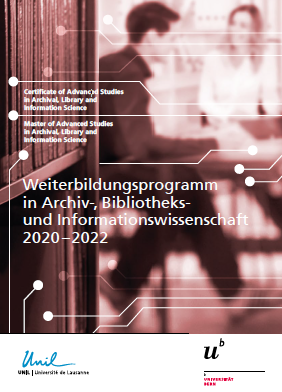 Certificate of Advanced Studies
in Archival, Library and
Information Science
Master of Advanced Studies
in Archival, Library and
Information Science
Weiterbildungsprogramm
in Archiv-, Bibliotheks-
und Informationswissenschaft
2020–2022
Unil
UNIL | Université de Lausanne
u b
UNIVERSITÄT
BERN